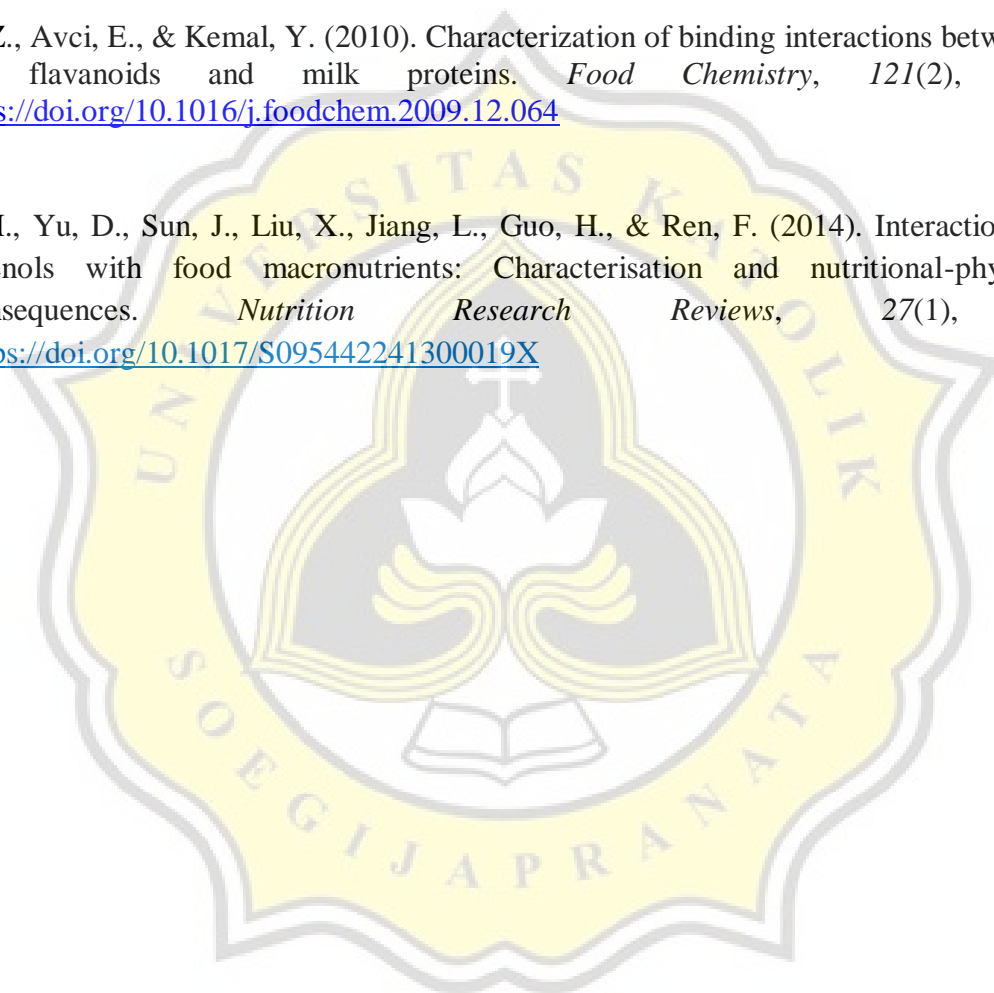 Z., Avci, E., & Kemal, Y. (2010). Characterization of binding interactions betw
flavanoids and milk proteins. Food Chemistry, 121(2),
s://doi.org/10.1016/j.foodchem.2009.12.064
I., Yu, D., Sun, J., Liu, X., Jiang, L., Guo, H., & Ren, F. (2014). Interactio
enols with food macronutrients: Characterisation and nutritional-phy
nsequences. Nutrition Research Reviews, 27(1),
ps://doi.org/10.1017/S095442241300019X
UNIVERSITAS KATOLIK
SOEGIJAPRANATA